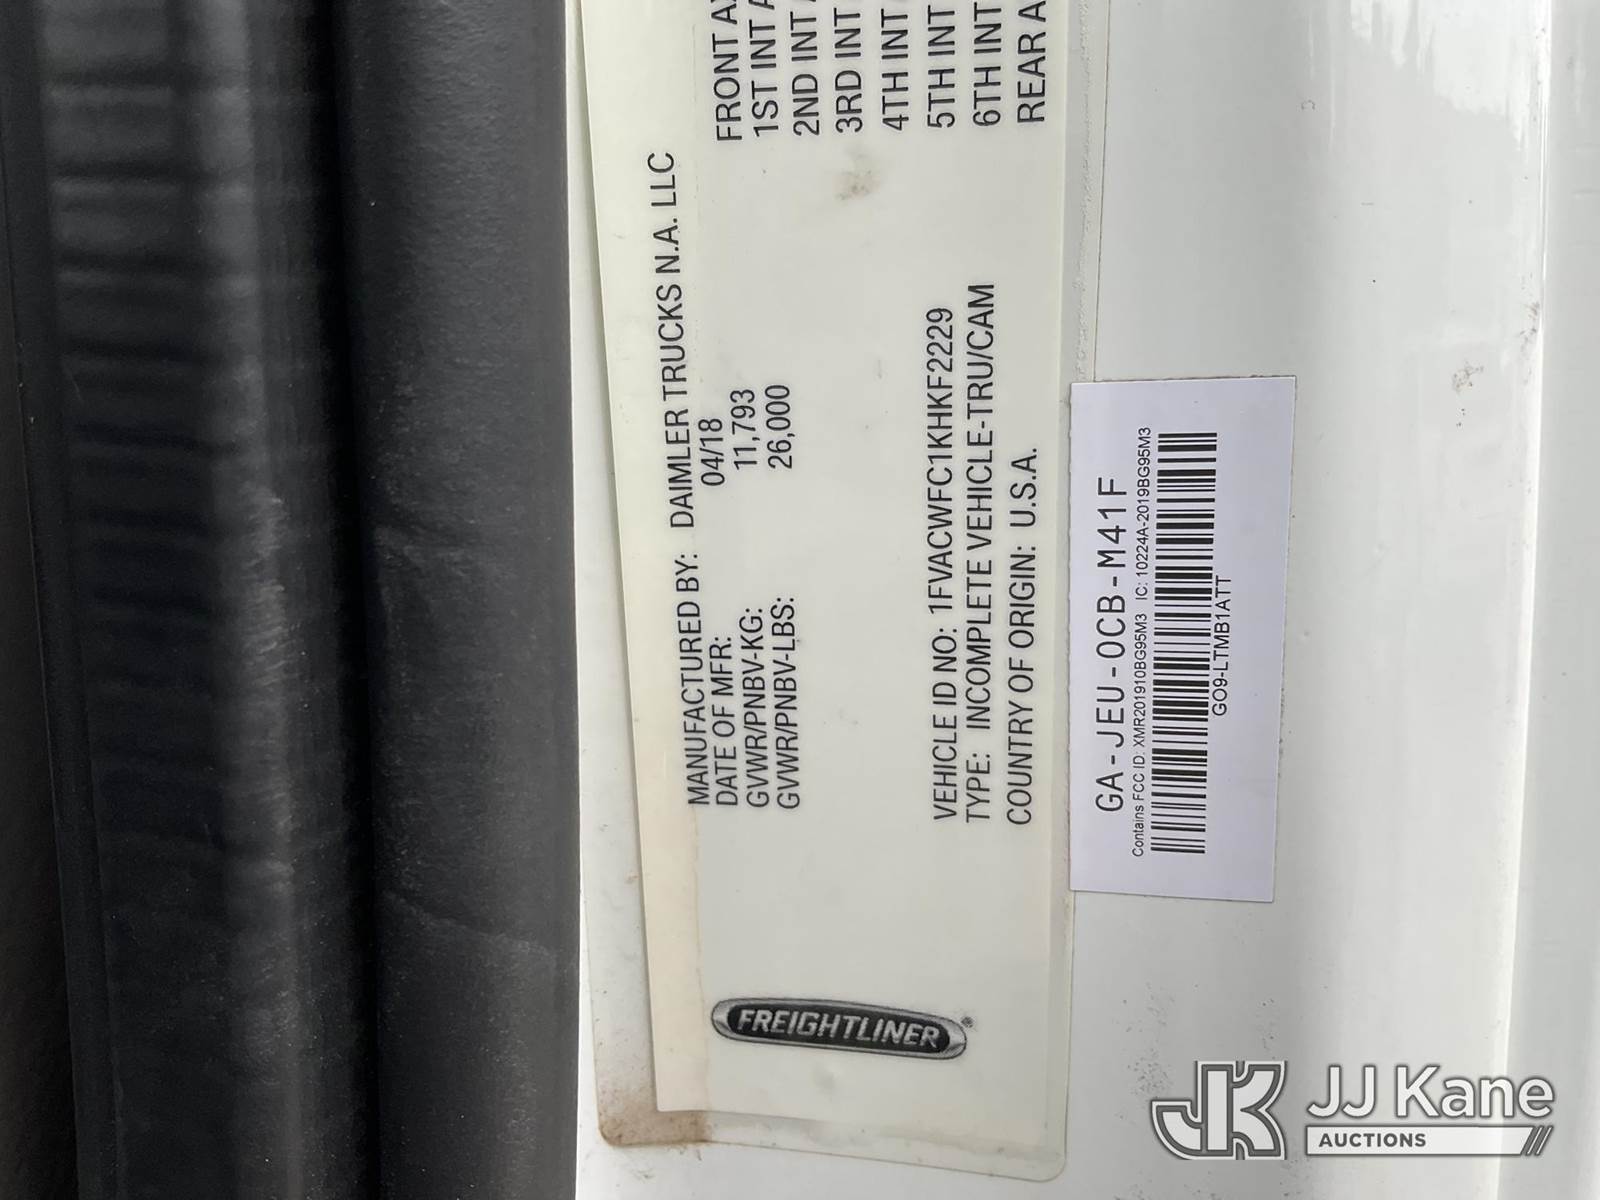 MANUFACTURED BY: DAIMLER TRUCKS N.A. LLC
DATE OF MFR: 04/18
GVWR/PNBV-KG: 11,793
GVWR/PNBV-LBS: 26,000
FRONT
1ST INT
2ND INT
3RD INT
4TH INT
5TH INT
6TH INT
REAR
VEHICLE ID NO: 1FVACWFC1KHKF2229
TYPE: INCOMPLETE VEHICLE-TRU/CAM
COUNTRY OF ORIGIN: U.S.A.
FREIGHTLINER®
GA-JEU-0CB-M41F
Contains FCC ID: XMR201910BG95M3 IC: 10224A-2019BG95M3
GO9-LTMB1ATT
JK JJ Kane
AUCTIONS